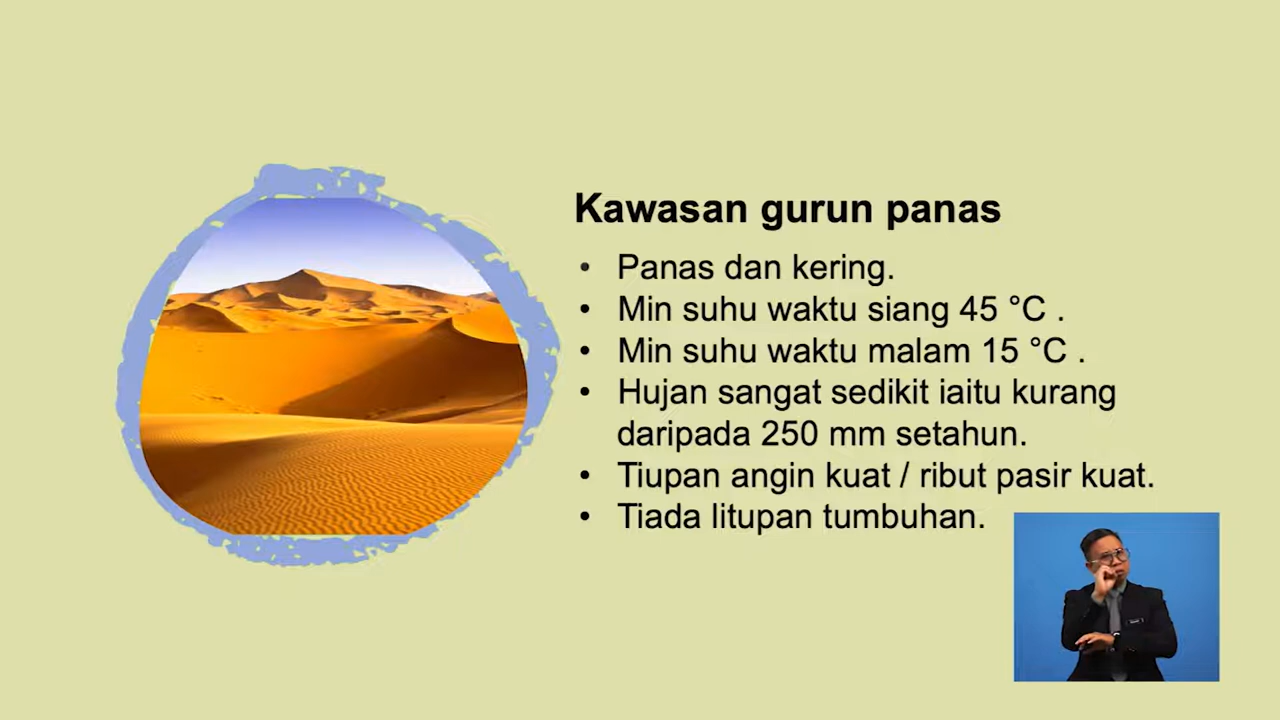 Kawasan gurun panas
• Panas dan kering.
• Min suhu waktu siang 45 °C .
• Min suhu waktu malam 15 °C .
• Hujan sangat sedikit iaitu kurang
daripada 250 mm setahun.
• Tiupan angin kuat / ribut pasir kuat.
• Tiada litupan tumbuhan.